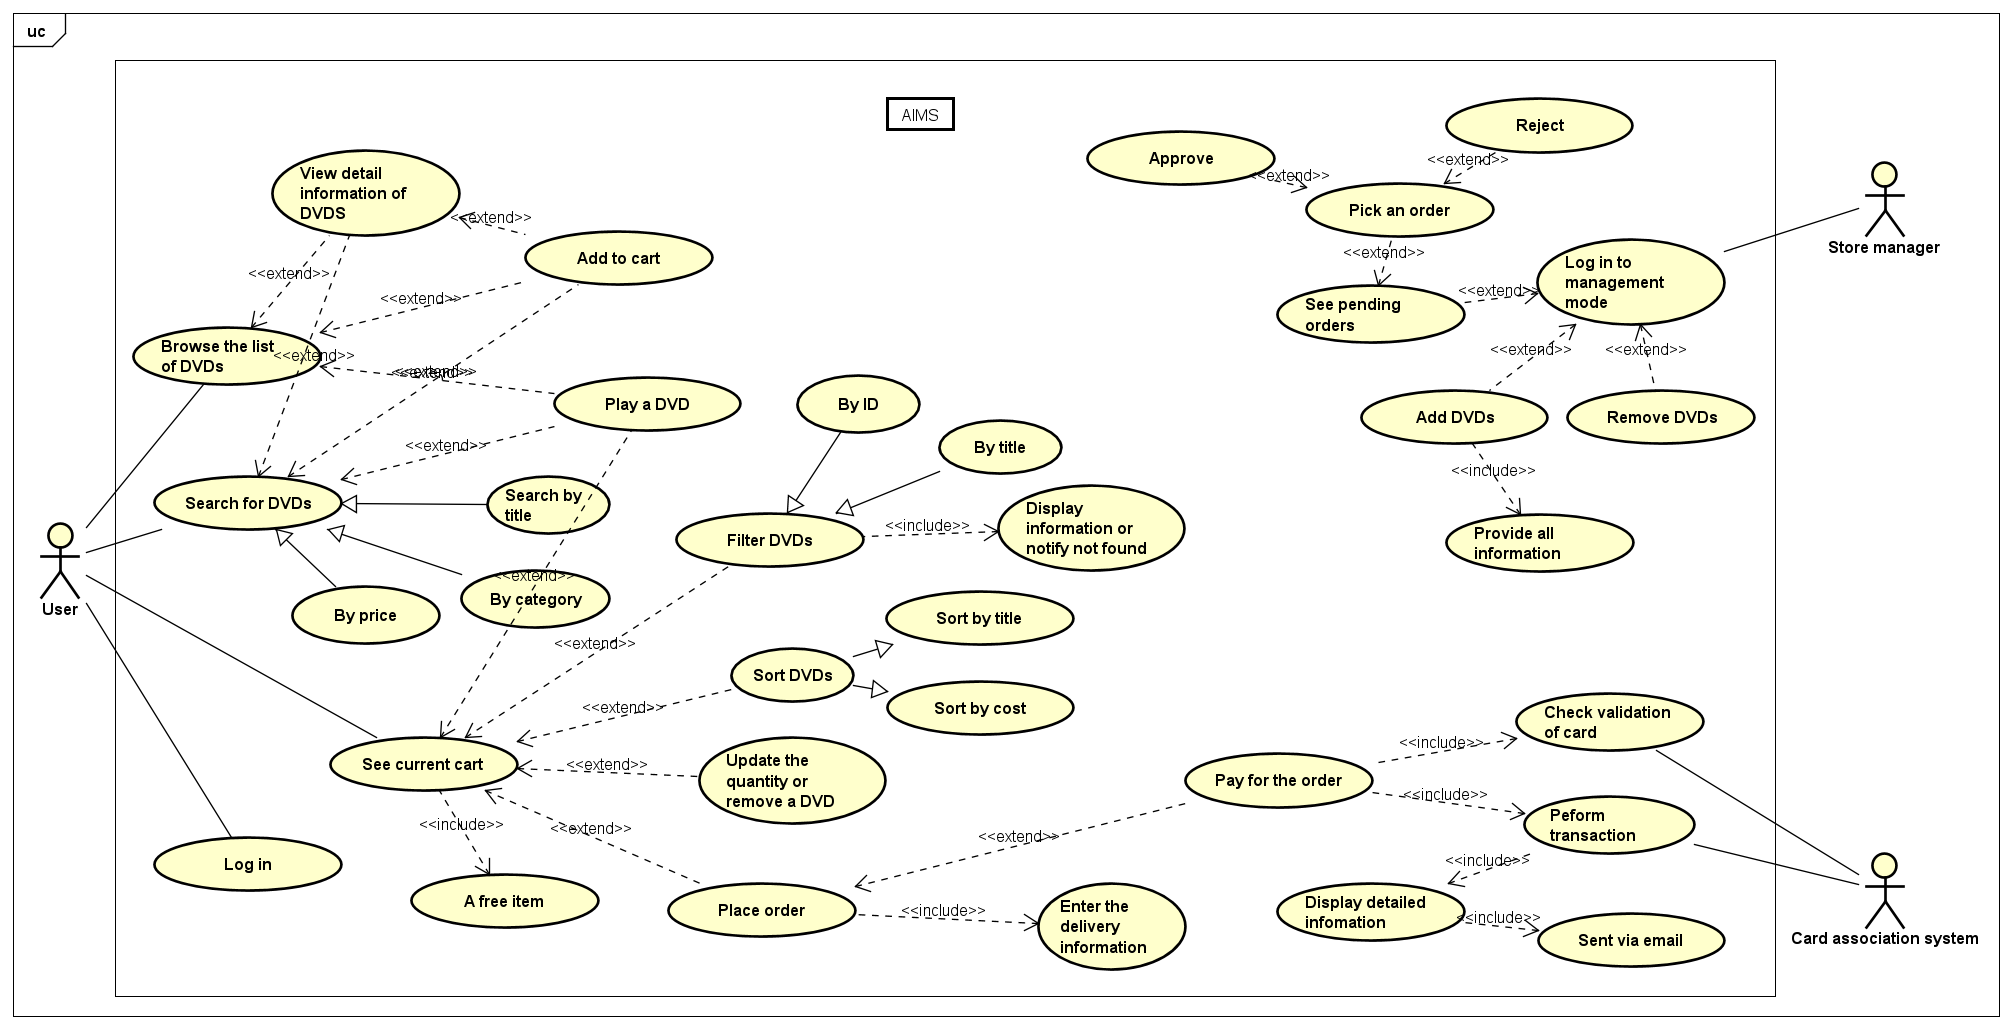 uc
AIMS
Reject
Approve
<<extend>>
<<extend>>
View detail
information of
DVDS
Pick an order
<<extend>>
Add to cart
Store manager
<<extend>>
<<extend>>
Log in to
management
mode
<<extend>>
<<extend>>
See pending
orders
Browse the list
of DVDs
<<extend>>
<<extend>>
<<extend>>
<<extend>>
<<extend>>
Play a DVD
By ID
Add DVDs
Remove DVDs
<<extend>>
By title
<<include>>
Search for DVDs
Search by
title
Display
information or
notify not found
<<include>>
Filter DVDs
Provide all
information
<<extend>>
User
By price
By category
Sort by title
<<extend>>
Sort DVDs
<<extend>>
Sort by cost
Check validation
of card
<<include>>
See current cart
<<extend>>
Update the
quantity or
remove a DVD
Pay for the order
<<include>>
<<include>>
<<extend>>
<<extend>>
Peform
transaction
<<include>>
Log in
A free item
Place order
<<include>>
Enter the
delivery
information
Display detailed
infomation
<<include>>
Sent via email
Card association system